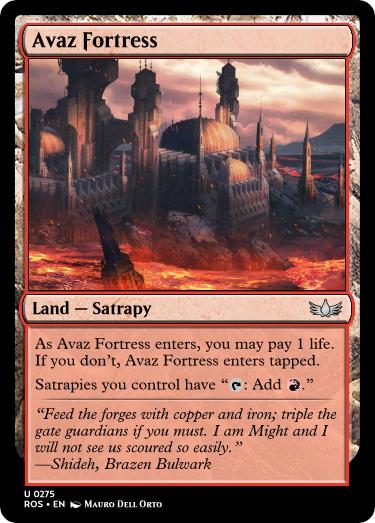 Avaz Fortress
Land — Satrapy
As Avaz Fortress enters, you may pay 1 life.
If you don't, Avaz Fortress enters tapped.
Satrapies you control have “: Add .”
“Feed the forges with copper and iron; triple the
gate guardians if you must. I am Might and I
will not see us scoured so easily.”
—Shideh, Brazen Bulwark
U 0275
ROS • EN Mauro Dell Orto